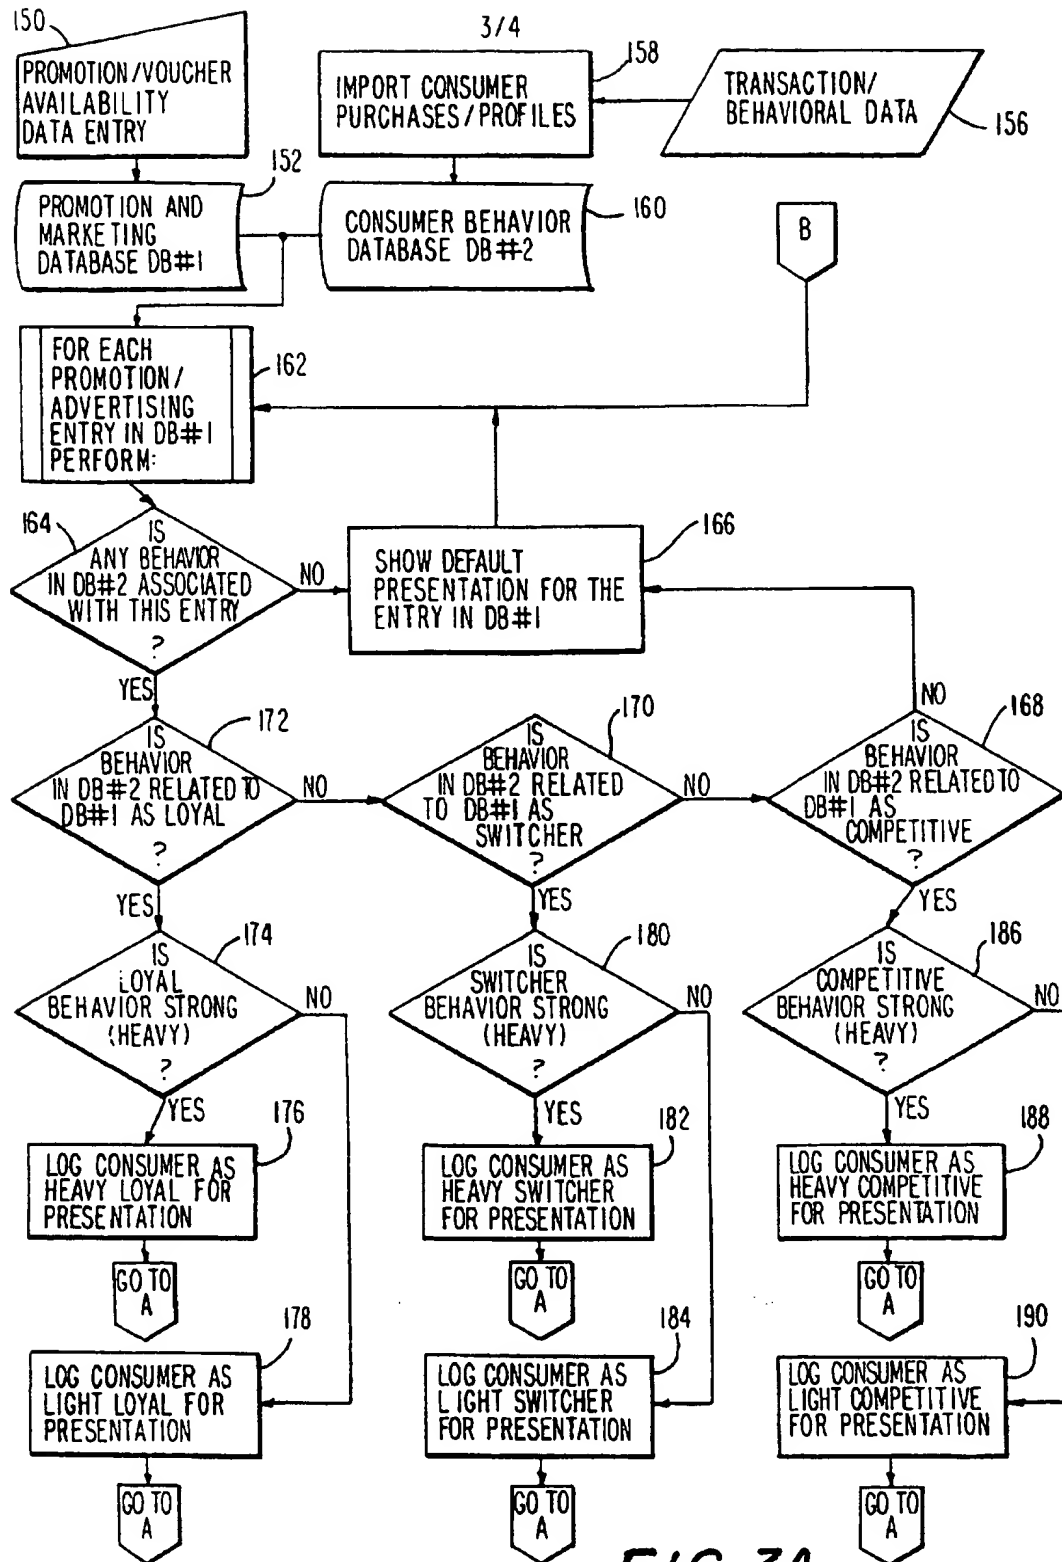 3/4
150
PROMOTION/VOUCHER
AVAILABILITY
DATA ENTRY
158
IMPORT CONSUMER
PURCHASES/PROFILES
TRANSACTION/
BEHAVIORAL DATA
156
152
PROMOTION AND
MARKETING
DATABASE DB#1
160
CONSUMER BEHAVIOR
DATABASE DB#2
B
162
FOR EACH
PROMOTION/
ADVERTISING
ENTRY IN DB#1
PERFORM:
164
IS
ANY BEHAVIOR
IN DB#2 ASSOCIATED
WITH THIS ENTRY
?
NO
YES
166
SHOW DEFAULT
PRESENTATION FOR THE
ENTRY IN DB#1
172
IS
BEHAVIOR
IN DB#2 RELATED TO
DB#1 AS LOYAL
?
NO
YES
170
IS
BEHAVIOR
IN DB#2 RELATED
TO DB#1 AS
SWITCHER
?
NO
YES
NO
168
IS
BEHAVIOR
IN DB#2 RELATED TO
DB#1 AS
COMPETITIVE
?
YES
174
IS
LOYAL
BEHAVIOR STRONG
(HEAVY)
?
NO
YES
180
IS
SWITCHER
BEHAVIOR STRONG
(HEAVY)
?
NO
YES
186
IS
COMPETITIVE
BEHAVIOR STRONG
(HEAVY)
?
NO
YES
176
LOG CONSUMER AS
HEAVY LOYAL FOR
PRESENTATION
182
LOG CONSUMER AS
HEAVY SWITCHER
FOR PRESENTATION
188
LOG CONSUMER AS
HEAVY COMPETITIVE
FOR PRESENTATION
GO TO
A
GO TO
A
GO TO
A
178
LOG CONSUMER AS
LIGHT LOYAL FOR
PRESENTATION
184
LOG CONSUMER AS
LIGHT SWITCHER
FOR PRESENTATION
190
LOG CONSUMER AS
LIGHT COMPETITIVE
FOR PRESENTATION
GO TO
A
GO TO
A
GO TO
A
FIG. 3A